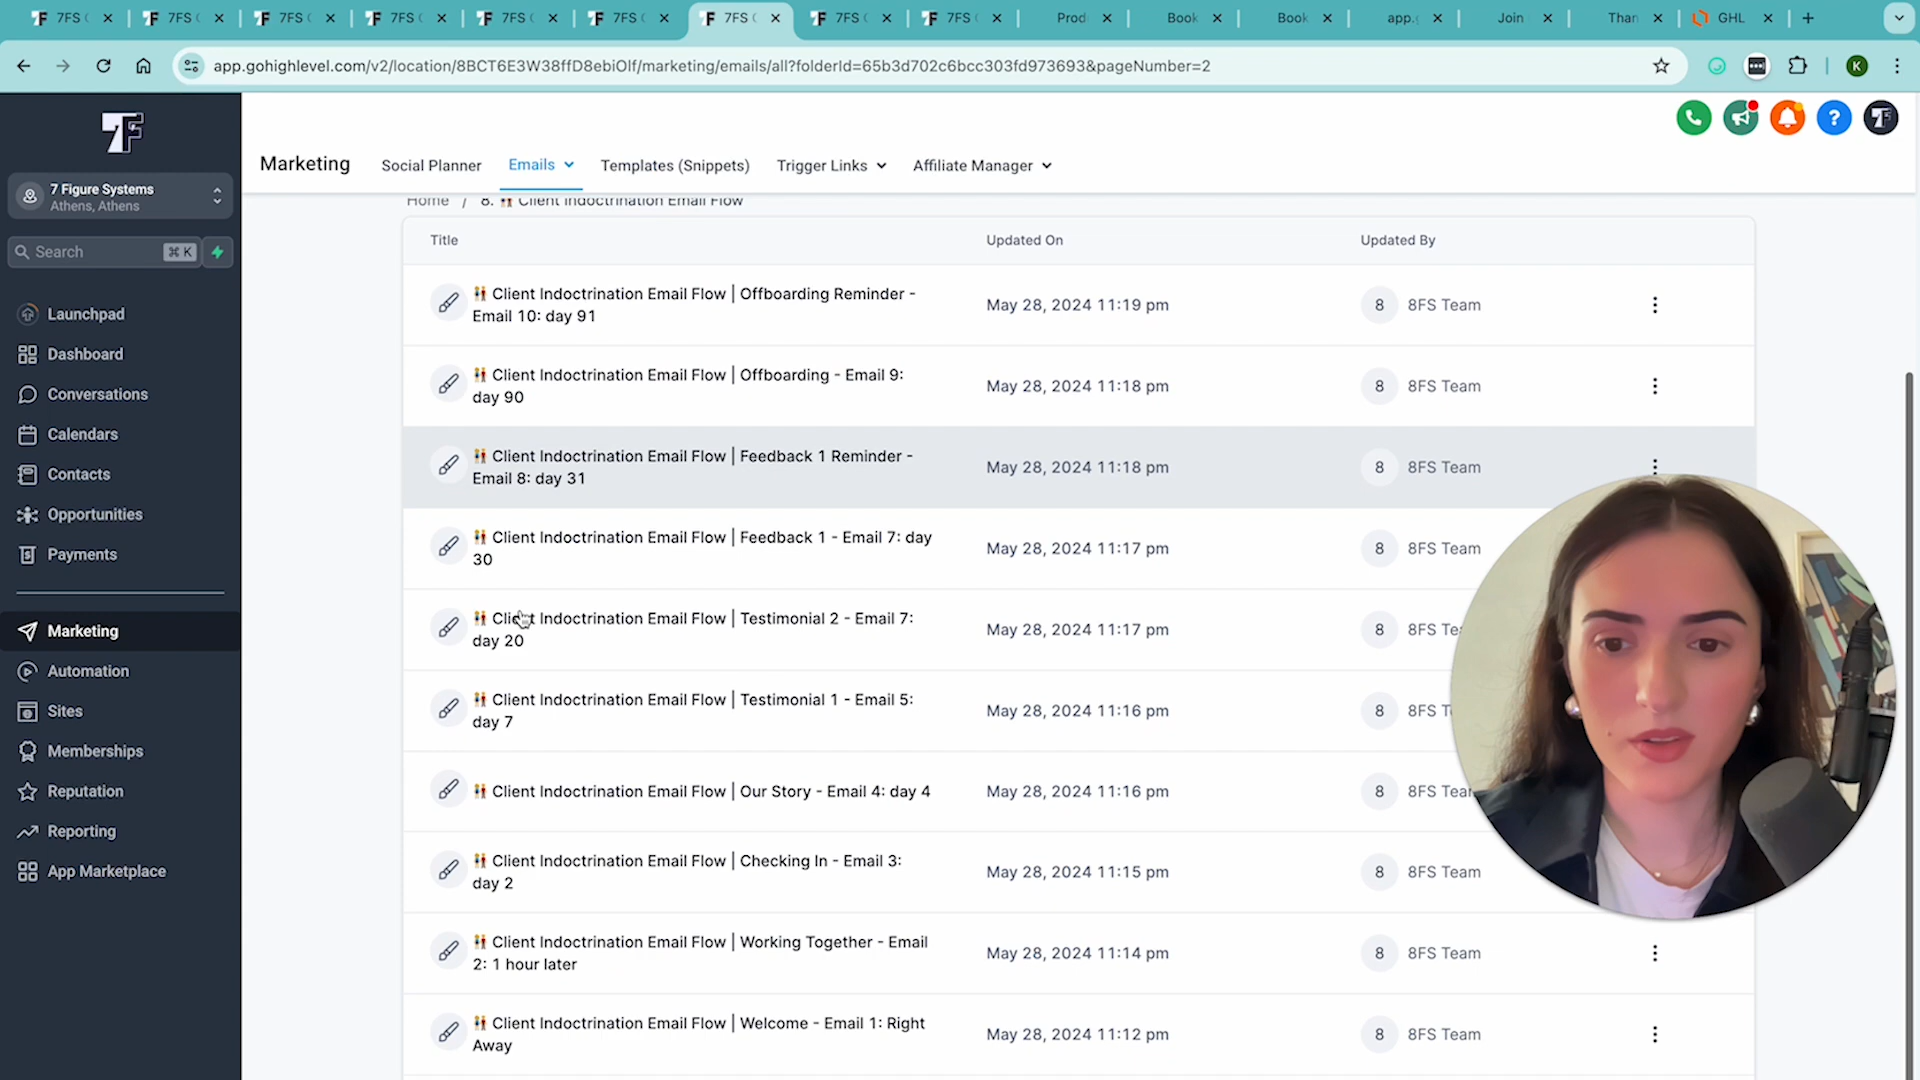 7FS
7FS
7FS
7FS
7FS
7FS
7FS
7FS
7FS
Prod
Book
Book
app.
Join
Than
GHL
app.gohighlevel.com/v2/location/8BCT6E3W38ffD8ebiOlf/marketing/emails/all?folderId=65b3d702c6bcc303fd973693&pageNumber=2
K
7F
7 Figure Systems
Athens, Athens
Search
⌘ K
Launchpad
Dashboard
Conversations
Calendars
Contacts
Opportunities
Payments
Marketing
Automation
Sites
Memberships
Reputation
Reporting
App Marketplace
Marketing
Social Planner
Emails
Templates (Snippets)
Trigger Links
Affiliate Manager
?
7F
Home / 8. Client Indoctrination Email Flow
Title
Updated On
Updated By
Client Indoctrination Email Flow | Offboarding Reminder -
Email 10: day 91
May 28, 2024 11:19 pm
8
8FS Team
Client Indoctrination Email Flow | Offboarding - Email 9:
day 90
May 28, 2024 11:18 pm
8
8FS Team
Client Indoctrination Email Flow | Feedback 1 Reminder -
Email 8: day 31
May 28, 2024 11:18 pm
8
8FS Team
Client Indoctrination Email Flow | Feedback 1 - Email 7: day
30
May 28, 2024 11:17 pm
8
8FS Team
Client Indoctrination Email Flow | Testimonial 2 - Email 7:
day 20
May 28, 2024 11:17 pm
8
8FS Te
Client Indoctrination Email Flow | Testimonial 1 - Email 5:
day 7
May 28, 2024 11:16 pm
8
8FS T
Client Indoctrination Email Flow | Our Story - Email 4: day 4
May 28, 2024 11:16 pm
8
8FS Tea
Client Indoctrination Email Flow | Checking In - Email 3:
day 2
May 28, 2024 11:15 pm
8
8FS Team
Client Indoctrination Email Flow | Working Together - Email
2: 1 hour later
May 28, 2024 11:14 pm
8
8FS Team
Client Indoctrination Email Flow | Welcome - Email 1: Right
Away
May 28, 2024 11:12 pm
8
8FS Team